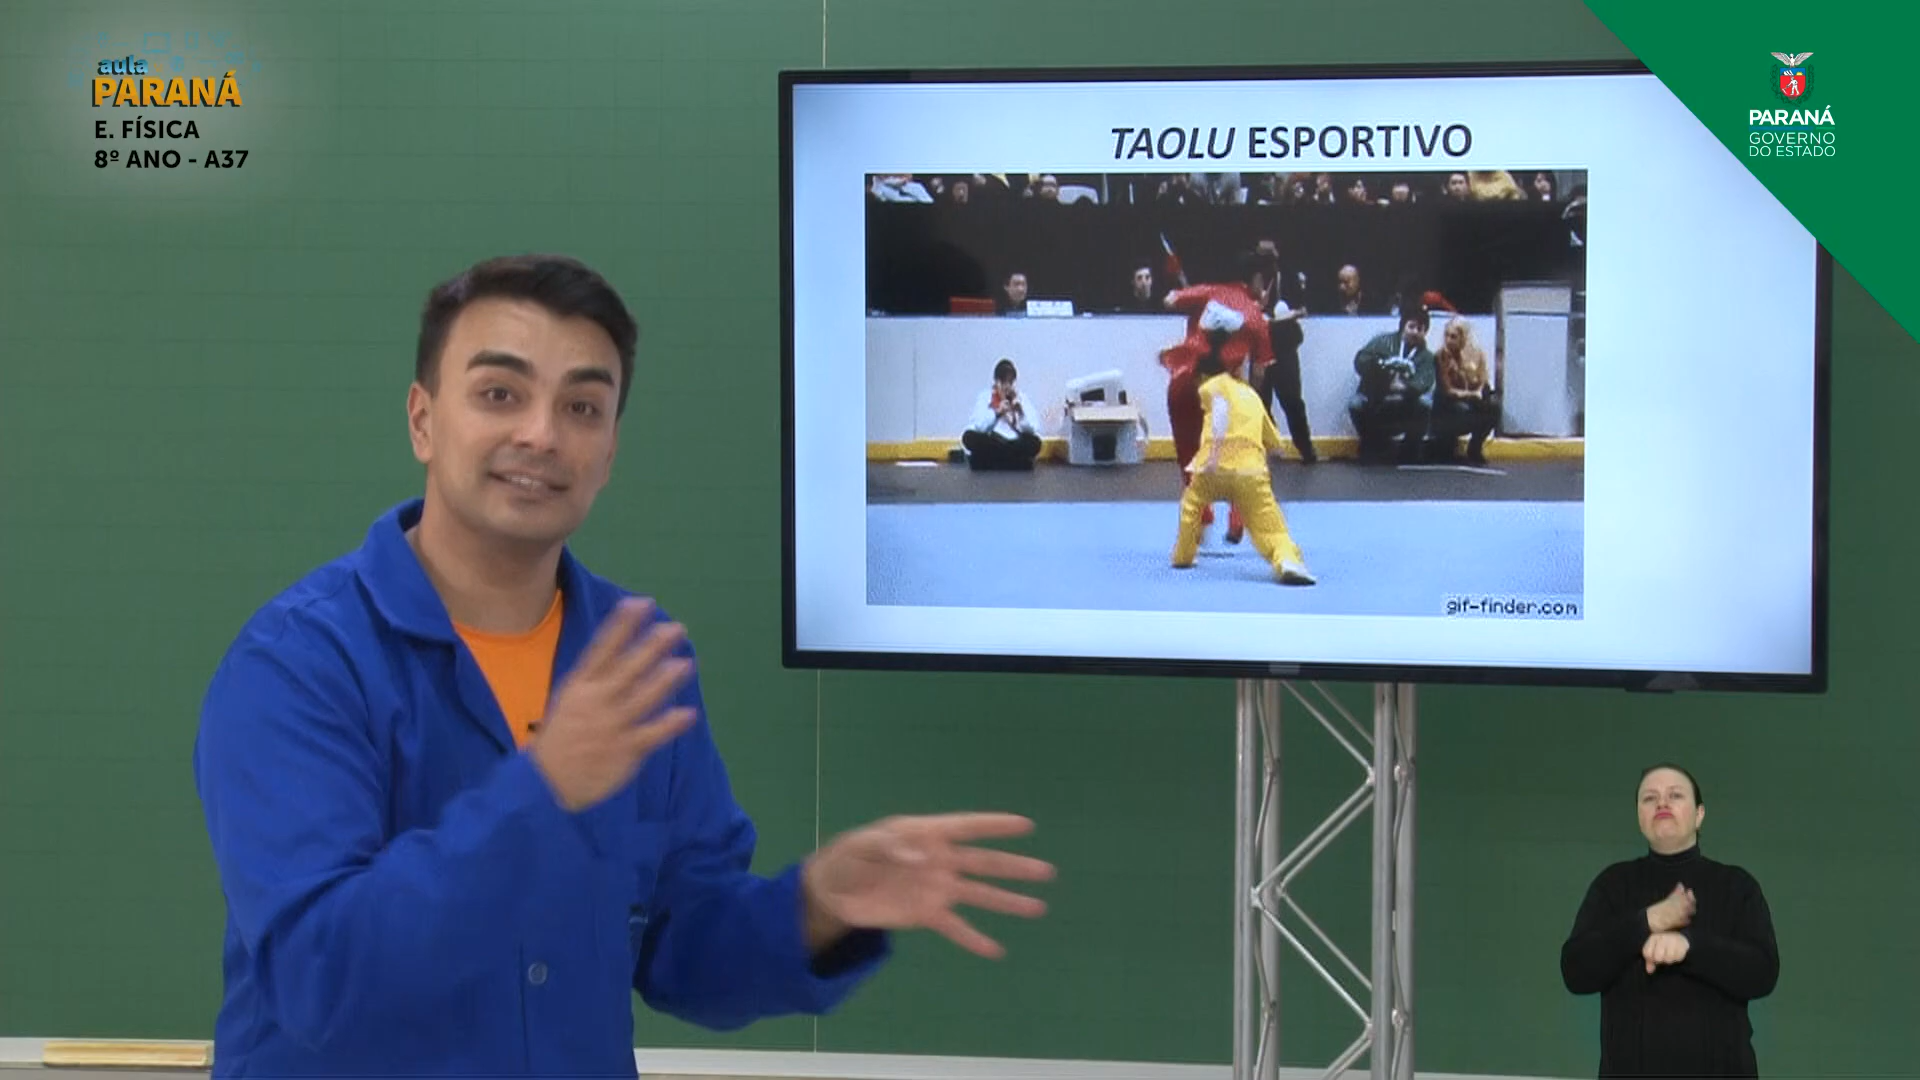 aula
PARANÁ
E. FÍSICA
8º ANO - A37
TAOLU ESPORTIVO
gif-finder.com
PARANÁ
GOVERNO
DO ESTADO